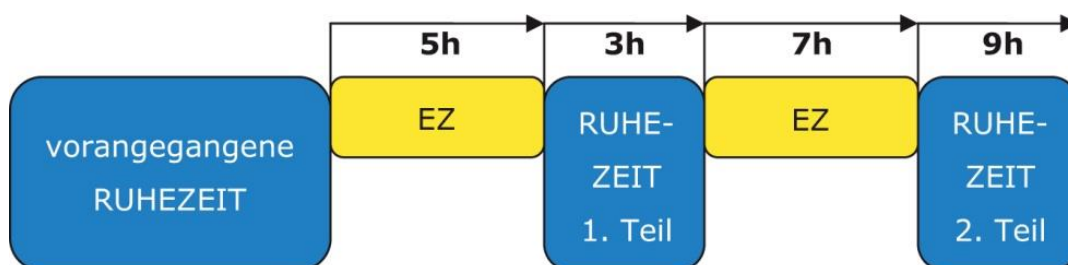 5h 3h 7h 9h
vorangegangene
RUHEZEIT
EZ
RUHE-
ZEIT
1. Teil
EZ
RUHE-
ZEIT
2. Teil